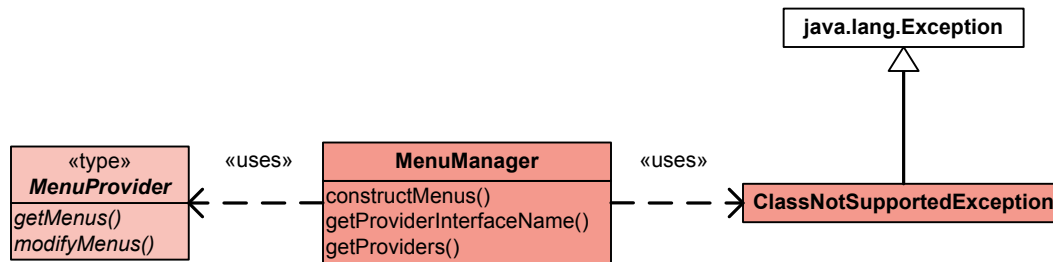 java.lang.Exception
«type»
MenuProvider
getMenus()
modifyMenus()
«uses»
MenuManager
constructMenus()
getProviderInterfaceName()
getProviders()
«uses»
ClassNotSupportedException